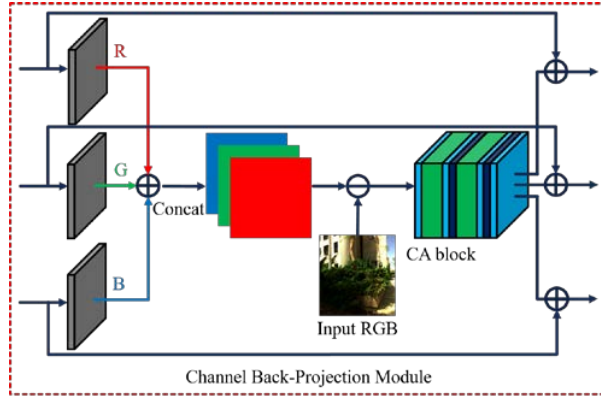 R
G
Concat
CA block
B
Input RGB
Channel Back-Projection Module